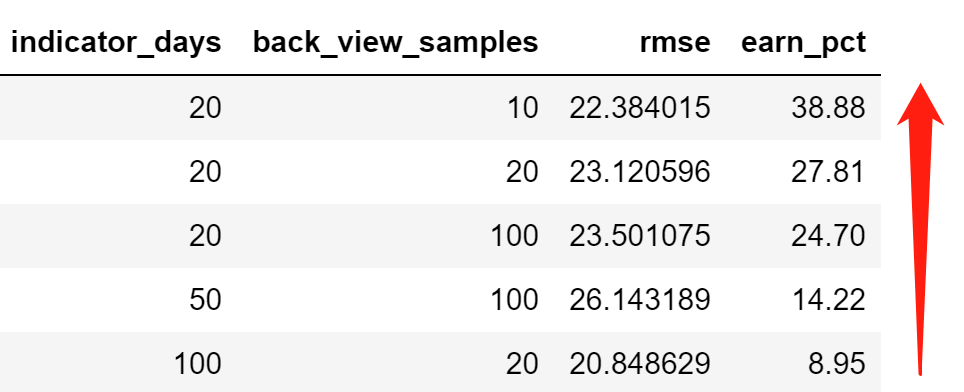 indicator_days back_view_samples rmse earn_pct
20 10 22.384015 38.88
20 20 23.120596 27.81
20 100 23.501075 24.70
50 100 26.143189 14.22
100 20 20.848629 8.95